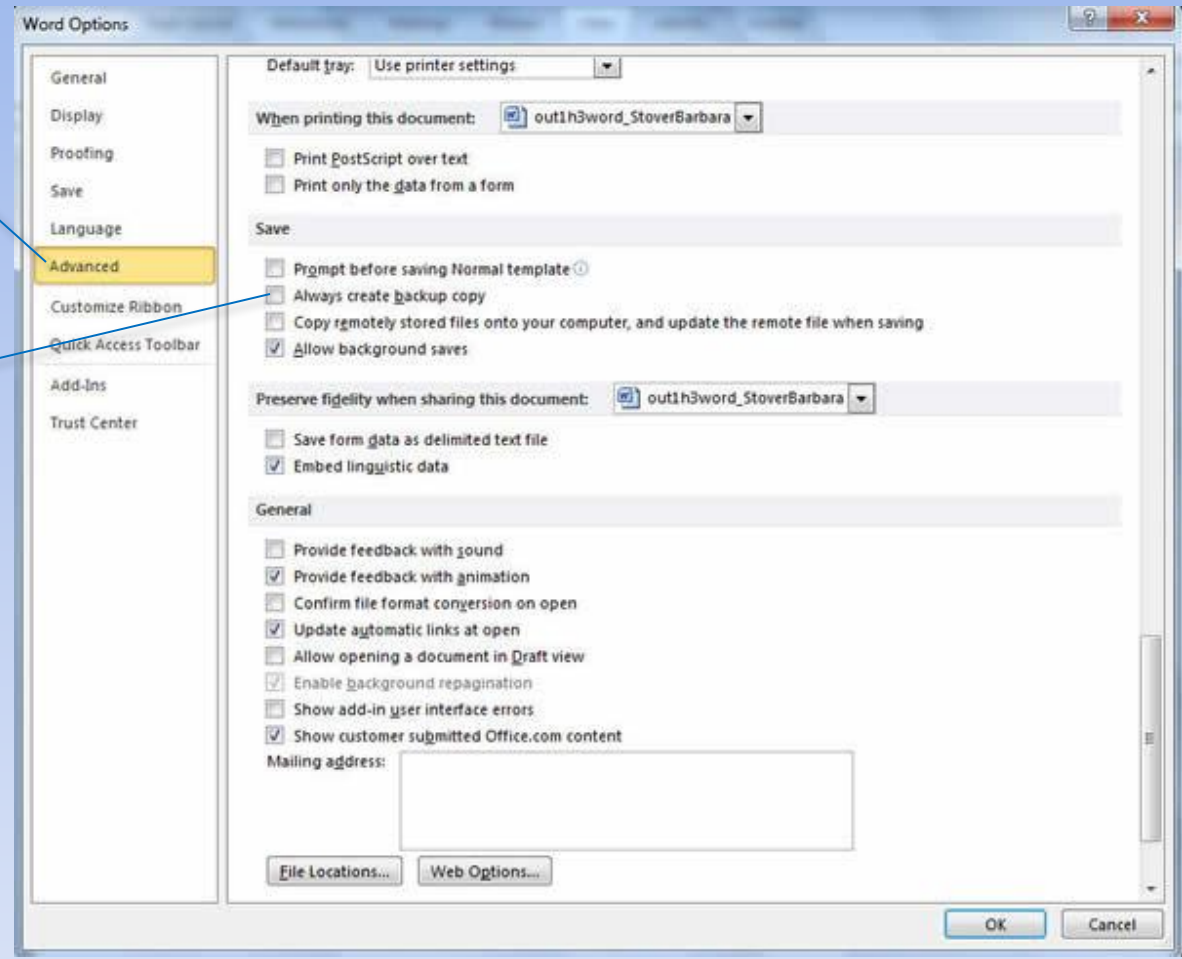 Word Options
General
Display
Proofing
Save
Language
Advanced
Customize Ribbon
Quick Access Toolbar
Add-Ins
Trust Center
Default tray: Use printer settings
When printing this document: out1h3word_StoverBarbara
Print PostScript over text
Print only the data from a form
Save
Prompt before saving Normal template
Always create backup copy
Copy remotely stored files onto your computer, and update the remote file when saving
Allow background saves
Preserve fidelity when sharing this document: out1h3word_StoverBarbara
Save form data as delimited text file
Embed linguistic data
General
Provide feedback with sound
Provide feedback with animation
Confirm file format conversion on open
Update automatic links at open
Allow opening a document in Draft view
Enable background repagination
Show add-in user interface errors
Show customer submitted Office.com content
Mailing address:
File Locations... Web Options...
OK Cancel